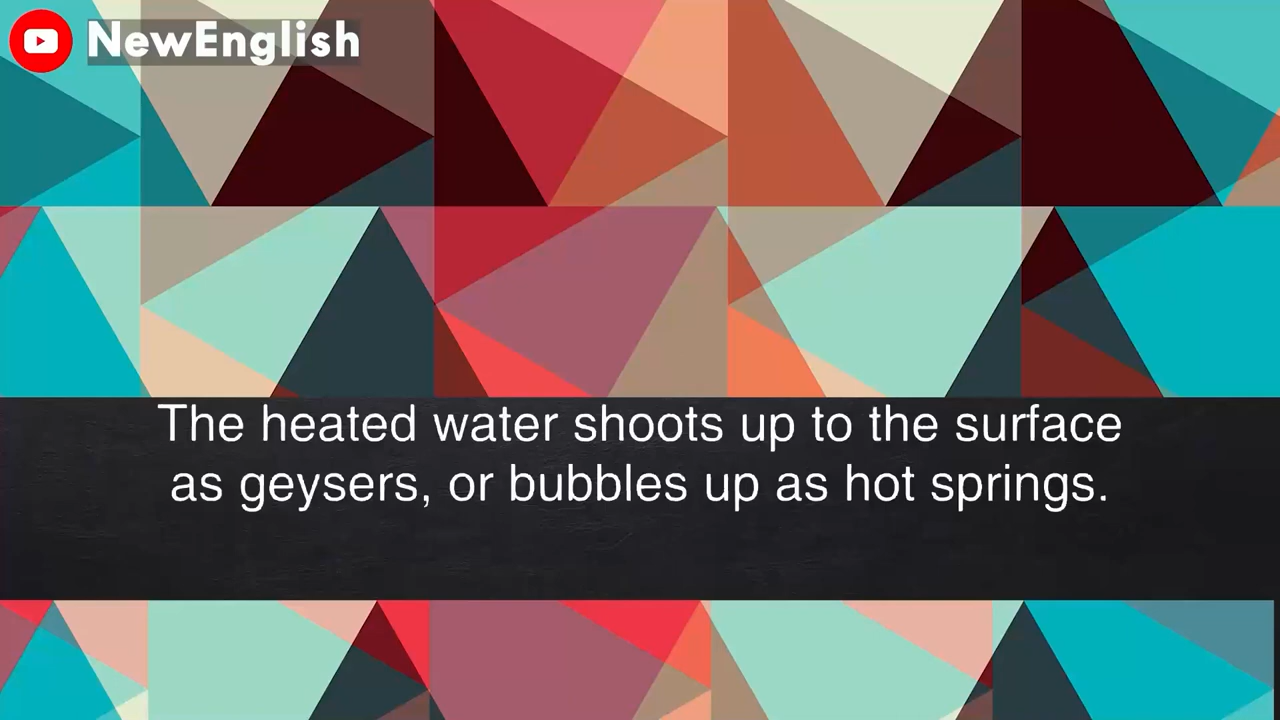 NewEnglish
The heated water shoots up to the surface
as geysers, or bubbles up as hot springs.